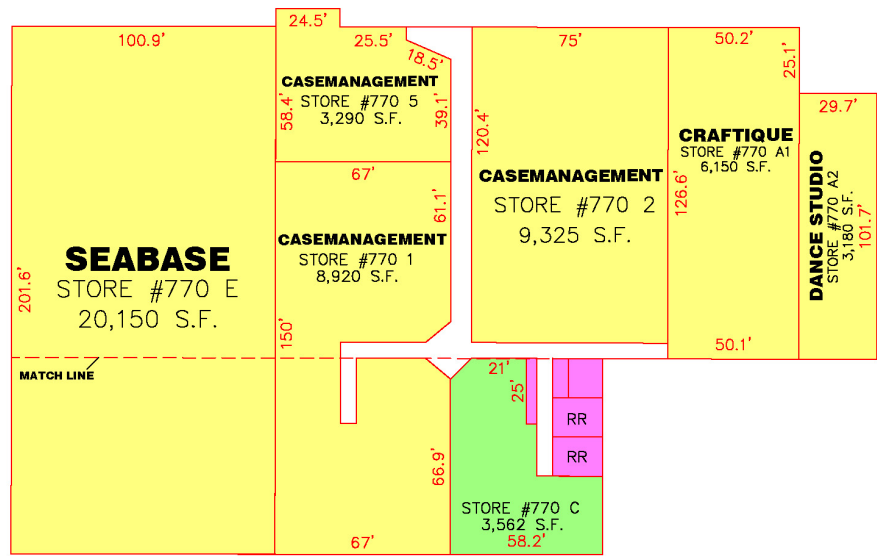 24.5'
100.9'
25.5'
18.5'
75'
50.2'
25.1'
29.7'
CASEMANAGEMENT
STORE #770 5
3,290 S.F.
58.4'
39.1'
120.4'
CRAFTIQUE
STORE #770 A1
6,150 S.F.
67'
61.1'
CASEMANAGEMENT
STORE #770 2
9,325 S.F.
126.6'
DANCE STUDIO
STORE #770 A2
3,180 S.F.
101.7'
CASEMANAGEMENT
STORE #770 1
8,920 S.F.
SEABASE
STORE #770 E
20,150 S.F.
201.6'
150'
50.1'
MATCH LINE
21'
25'
RR
RR
66.9'
STORE #770 C
3,562 S.F.
67'
58.2'